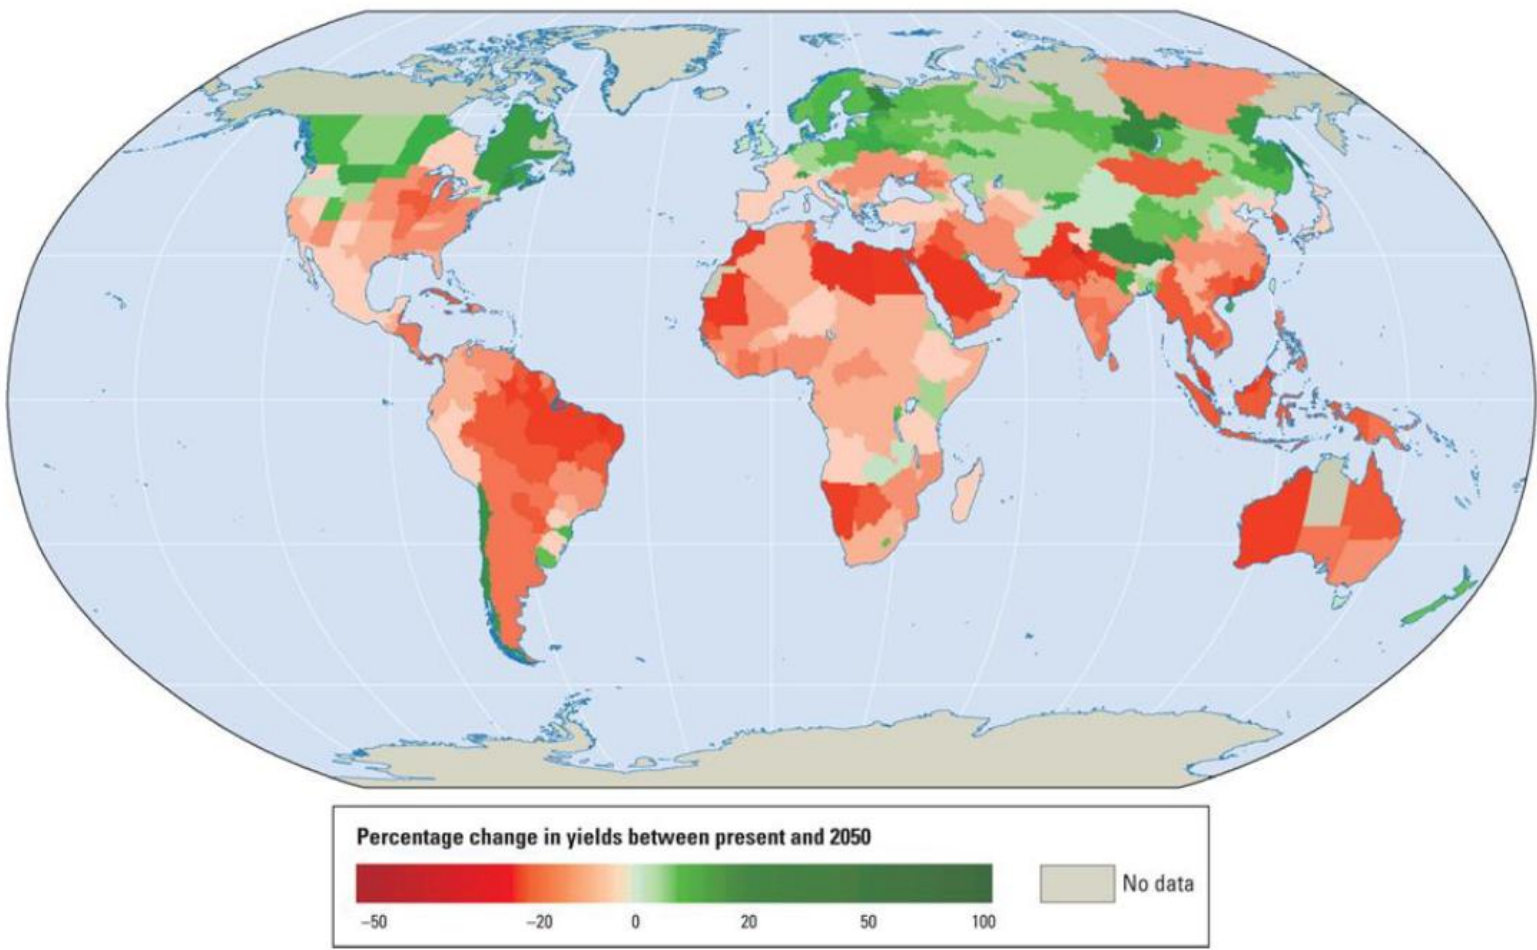 Percentage change in yields between present and 2050
No data
−50 −20 0 20 50 100